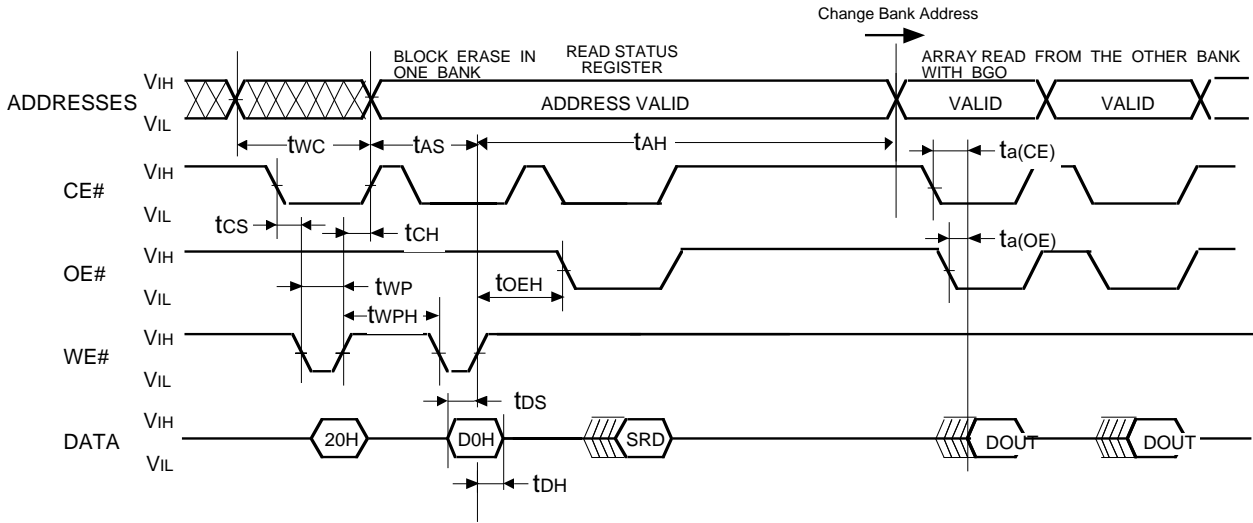 Change Bank Address
BLOCK ERASE IN
ONE BANK
READ STATUS
REGISTER
ARRAY READ FROM THE OTHER BANK
WITH BGO
ADDRESSES
VIH
VIL
ADDRESS VALID
VALID
VALID
tWC
tAS
tAH
ta(CE)
CE#
VIH
VIL
tCS
tCH
ta(OE)
OE#
VIH
VIL
tWP
tOEH
tWPH
WE#
VIH
VIL
tDS
DATA
VIH
VIL
20H
D0H
SRD
DOUT
DOUT
tDH